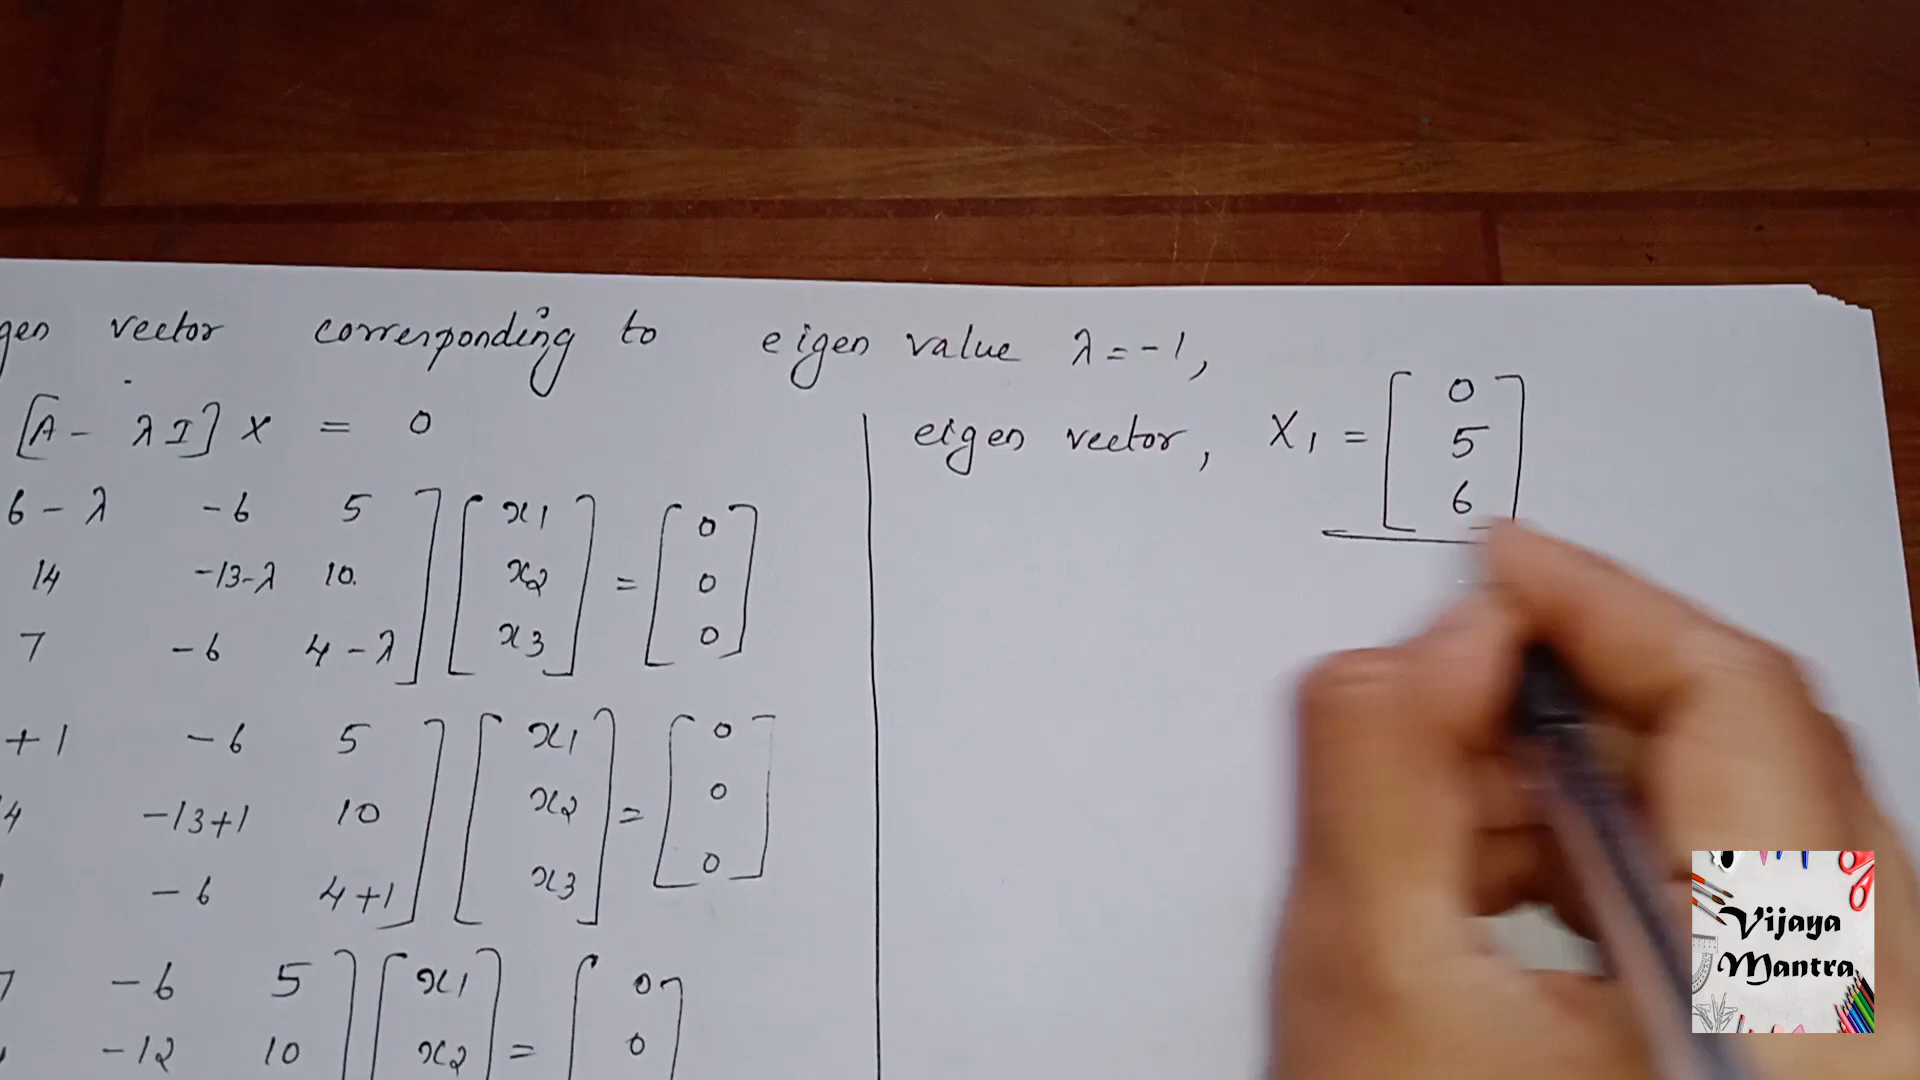 vector corresponding to eigen value λ = -1,
[A - λI] X = 0
6-λ -6 5 ] [ x1 ] = [ 0 ]
14 -13-λ 10 x2 0
7 -6 4-λ x3 0
+1 -6 5 ] [ x1 ] = [ 0 ]
4 -13+1 10 x2 0
-6 4+1 x3 0
7 -6 5 ] [ x1 ] = [ 0 ]
-12 10 x2 0
eigen vector, X1 = [ 0
5
6 ]
Vijaya
Mantra